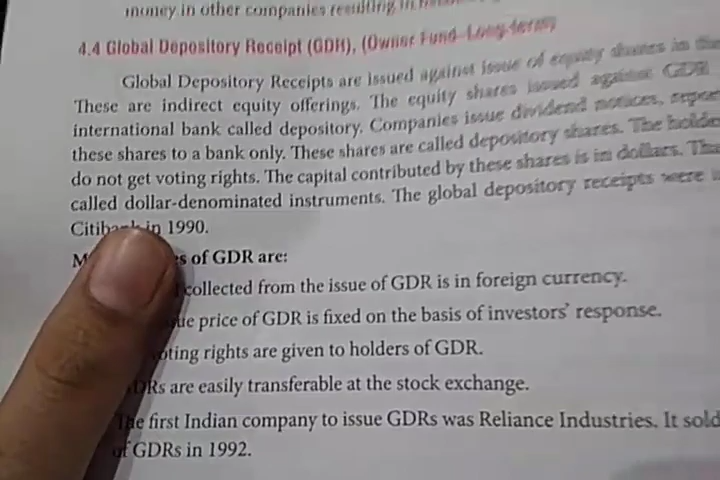 money in other companies resulting in
4.4 Global Depository Receipt (GDR), (Owner Fund-Long-term)
Global Depository Receipts are issued against issue of equity shares in the
These are indirect equity offerings. The equity shares issued against GDR
international bank called depository. Companies issue dividend notices,
these shares to a bank only. These shares are called depository shares. The
do not get voting rights. The capital contributed by these shares is in dollars.
called dollar-denominated instruments. The global depository receipts were
Citibank in 1990.
of GDR are:
collected from the issue of GDR is in foreign currency.
price of GDR is fixed on the basis of investors' response.
rights are given to holders of GDR.
are easily transferable at the stock exchange.
The first Indian company to issue GDRs was Reliance Industries. It sold
of GDRs in 1992.